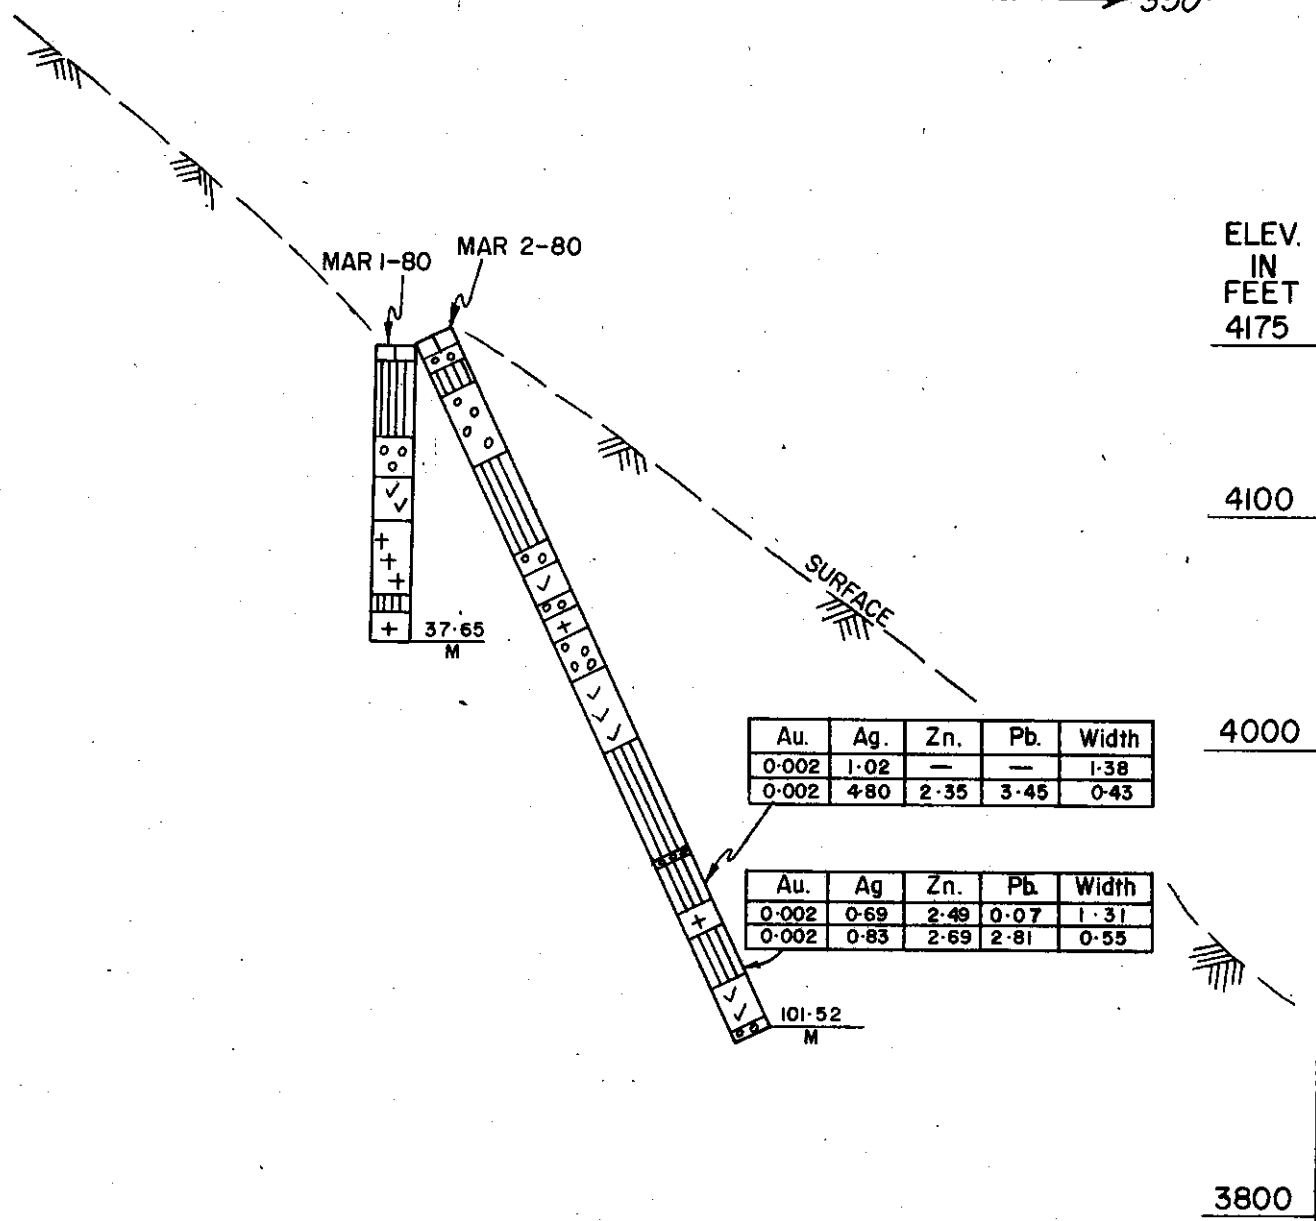 MAR 1-80
MAR 2-80
ELEV.
IN
FEET
4175
4100
SURFACE
37.65
M
4000
Au. Ag. Zn. Pb. Width
0.002 1.02 — — 1.38
0.002 4.80 2.35 3.45 0.43
Au. Ag Zn. Pb. Width
0.002 0.69 2.49 0.07 1.31
0.002 0.83 2.69 2.81 0.55
101.52
M
3800